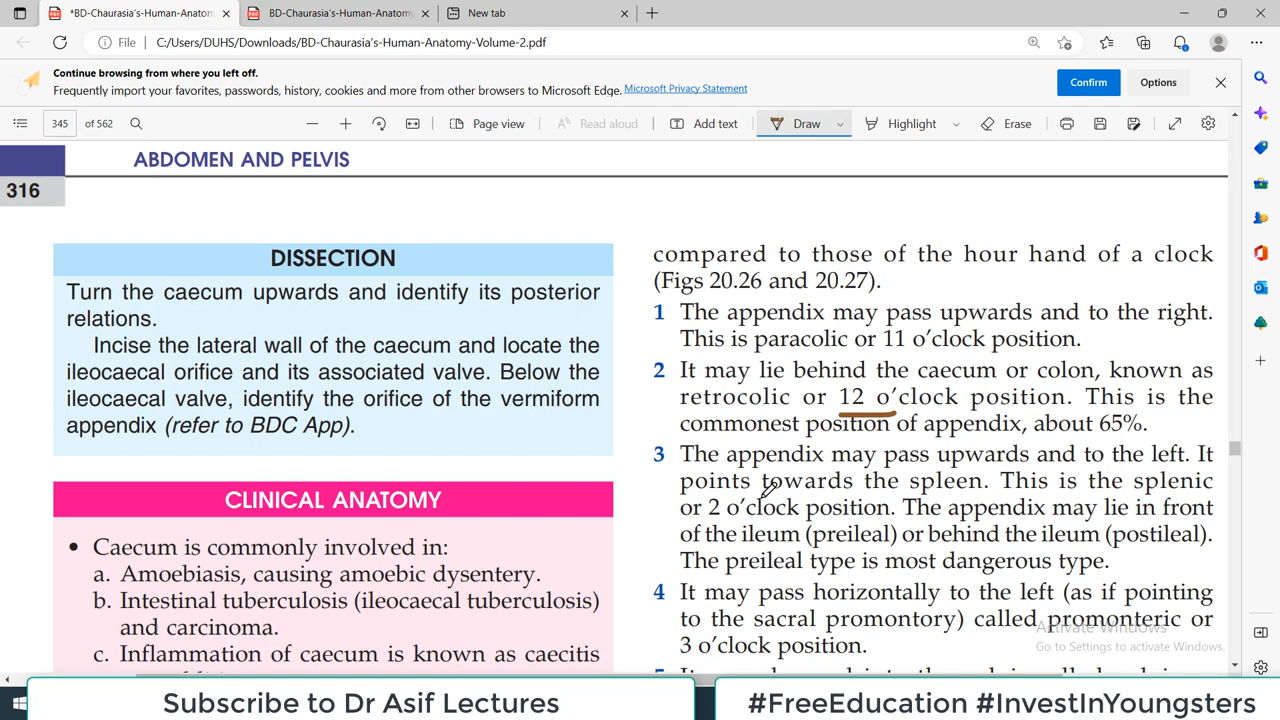 *BD-Chaurasia's-Human-Anatomy
BD-Chaurasia's-Human-Anatomy
New tab
File
C:/Users/DUHS/Downloads/BD-Chaurasia's-Human-Anatomy-Volume-2.pdf
Continue browsing from where you left off.
Frequently import your favorites, passwords, history, cookies and more from other browsers to Microsoft Edge. Microsoft Privacy Statement
Confirm
Options
345 of 562
Page view
Read aloud
Add text
Draw
Highlight
Erase
ABDOMEN AND PELVIS
316
DISSECTION
Turn the caecum upwards and identify its posterior
relations.
Incise the lateral wall of the caecum and locate the
ileocaecal orifice and its associated valve. Below the
ileocaecal valve, identify the orifice of the vermiform
appendix (refer to BDC App).
CLINICAL ANATOMY
• Caecum is commonly involved in:
a. Amoebiasis, causing amoebic dysentery.
b. Intestinal tuberculosis (ileocaecal tuberculosis)
and carcinoma.
c. Inflammation of caecum is known as caecitis
compared to those of the hour hand of a clock
(Figs 20.26 and 20.27).
1 The appendix may pass upwards and to the right.
This is paracolic or 11 o'clock position.
2 It may lie behind the caecum or colon, known as
retrocolic or 12 o'clock position. This is the
commonest position of appendix, about 65%.
3 The appendix may pass upwards and to the left. It
points towards the spleen. This is the splenic
or 2 o'clock position. The appendix may lie in front
of the ileum (preileal) or behind the ileum (postileal).
The preileal type is most dangerous type.
4 It may pass horizontally to the left (as if pointing
to the sacral promontory) called promonteric or
3 o'clock position.
Activate Windows
Go to Settings to activate Windows.
Subscribe to Dr Asif Lectures
#FreeEducation #InvestInYoungsters